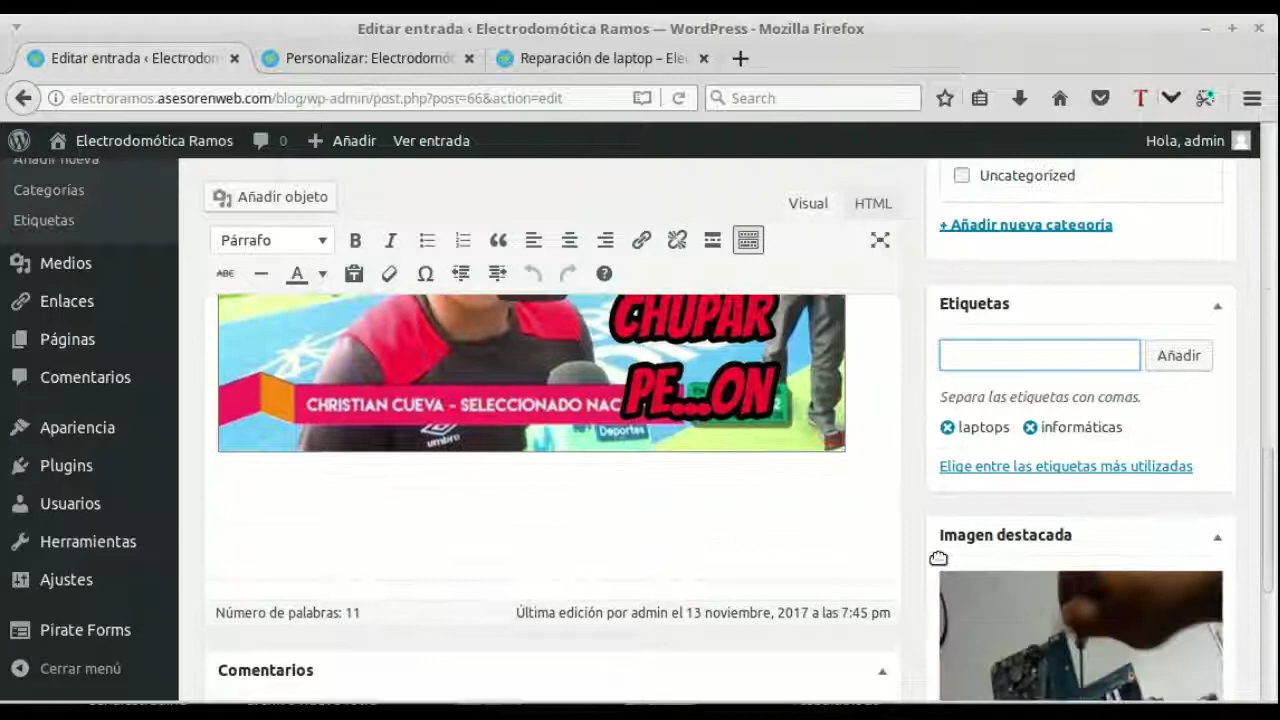 Editar entrada ‹ Electrodomótica Ramos — WordPress - Mozilla Firefox
Editar entrada ‹ Electrodon
Personalizar: Electrodomó
Reparación de laptop – Ele
electroramos.asesorenweb.com/blog/wp-admin/post.php?post=66&action=edit
Search
Electrodomótica Ramos
0
Añadir
Ver entrada
Hola, admin
Añadir nueva
Categorías
Etiquetas
Medios
Enlaces
Páginas
Comentarios
Apariencia
Plugins
Usuarios
Herramientas
Ajustes
Pirate Forms
Cerrar menú
Añadir objeto
Visual
HTML
Párrafo
B
I
ABC
A
CHUPAR
PE...ON
CHRISTIAN CUEVA - SELECCIONADO NAC
umbro
Deportes
Número de palabras: 11
Última edición por admin el 13 noviembre, 2017 a las 7:45 pm
Comentarios
Uncategorized
+ Añadir nueva categoría
Etiquetas
Añadir
Separa las etiquetas con comas.
laptops
informáticas
Elige entre las etiquetas más utilizadas
Imagen destacada